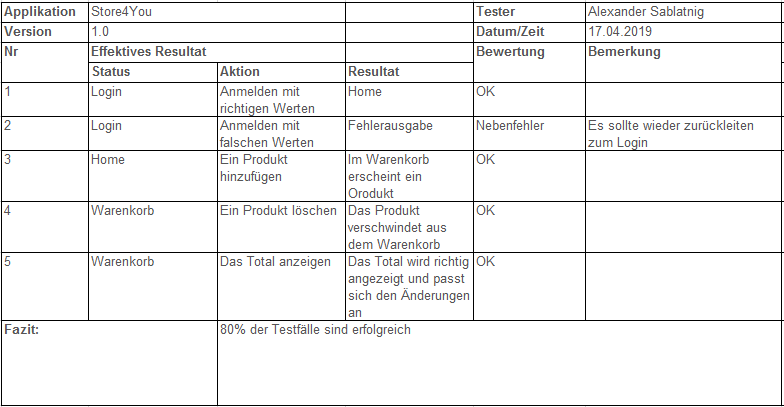 Applikation Store4You Tester Alexander Sablatnig
Version 1.0 Datum/Zeit 17.04.2019
Nr Effektives Resultat Bewertung Bemerkung
Status Aktion Resultat
1 Login Anmelden mit Home OK
richtigen Werten
2 Login Anmelden mit Fehlerausgabe Nebenfehler Es sollte wieder zurückleiten
falschen Werten zum Login
3 Home Ein Produkt Im Warenkorb OK
hinzufügen erscheint ein
Orodukt
4 Warenkorb Ein Produkt löschen Das Produkt OK
verschwindet aus
dem Warenkorb
5 Warenkorb Das Total anzeigen Das Total wird richtig OK
angezeigt und passt
sich den Änderungen
an
Fazit: 80% der Testfälle sind erfolgreich